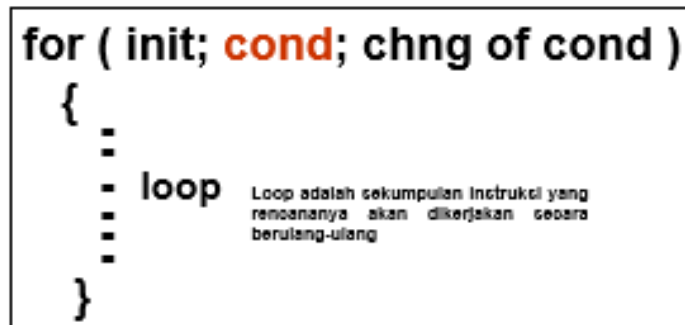 for ( init; cond; chng of cond )
{
loop
Loop adalah sekumpulan instruksi yang
rencananya akan dikerjakan secara
berulang-ulang
}